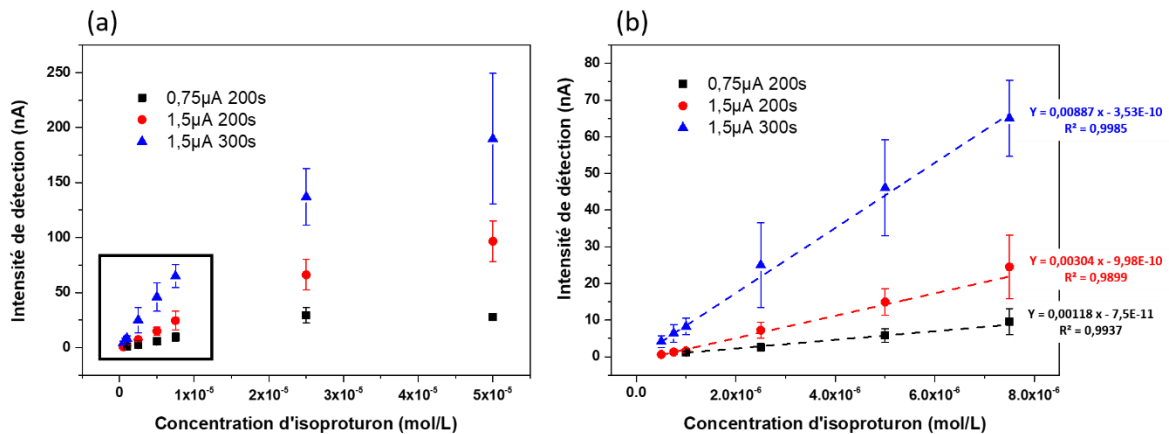 (a)
Intensité de détection (nA)
250
200
150
100
50
0
0,75µA 200s
1,5µA 200s
1,5µA 300s
0
1x10⁻⁵
2x10⁻⁵
3x10⁻⁵
4x10⁻⁵
5x10⁻⁵
Concentration d'isoproturon (mol/L)
(b)
Intensité de détection (nA)
80
70
60
50
40
30
20
10
0
0,75µA 200s
1,5µA 200s
1,5µA 300s
Y = 0,00887 x - 3,53E-10
R² = 0,9985
Y = 0,00304 x - 9,98E-10
R² = 0,9899
Y = 0,00118 x - 7,5E-11
R² = 0,9937
0.0
2.0x10⁻⁶
4.0x10⁻⁶
6.0x10⁻⁶
8.0x10⁻⁶
Concentration d'isoproturon (mol/L)